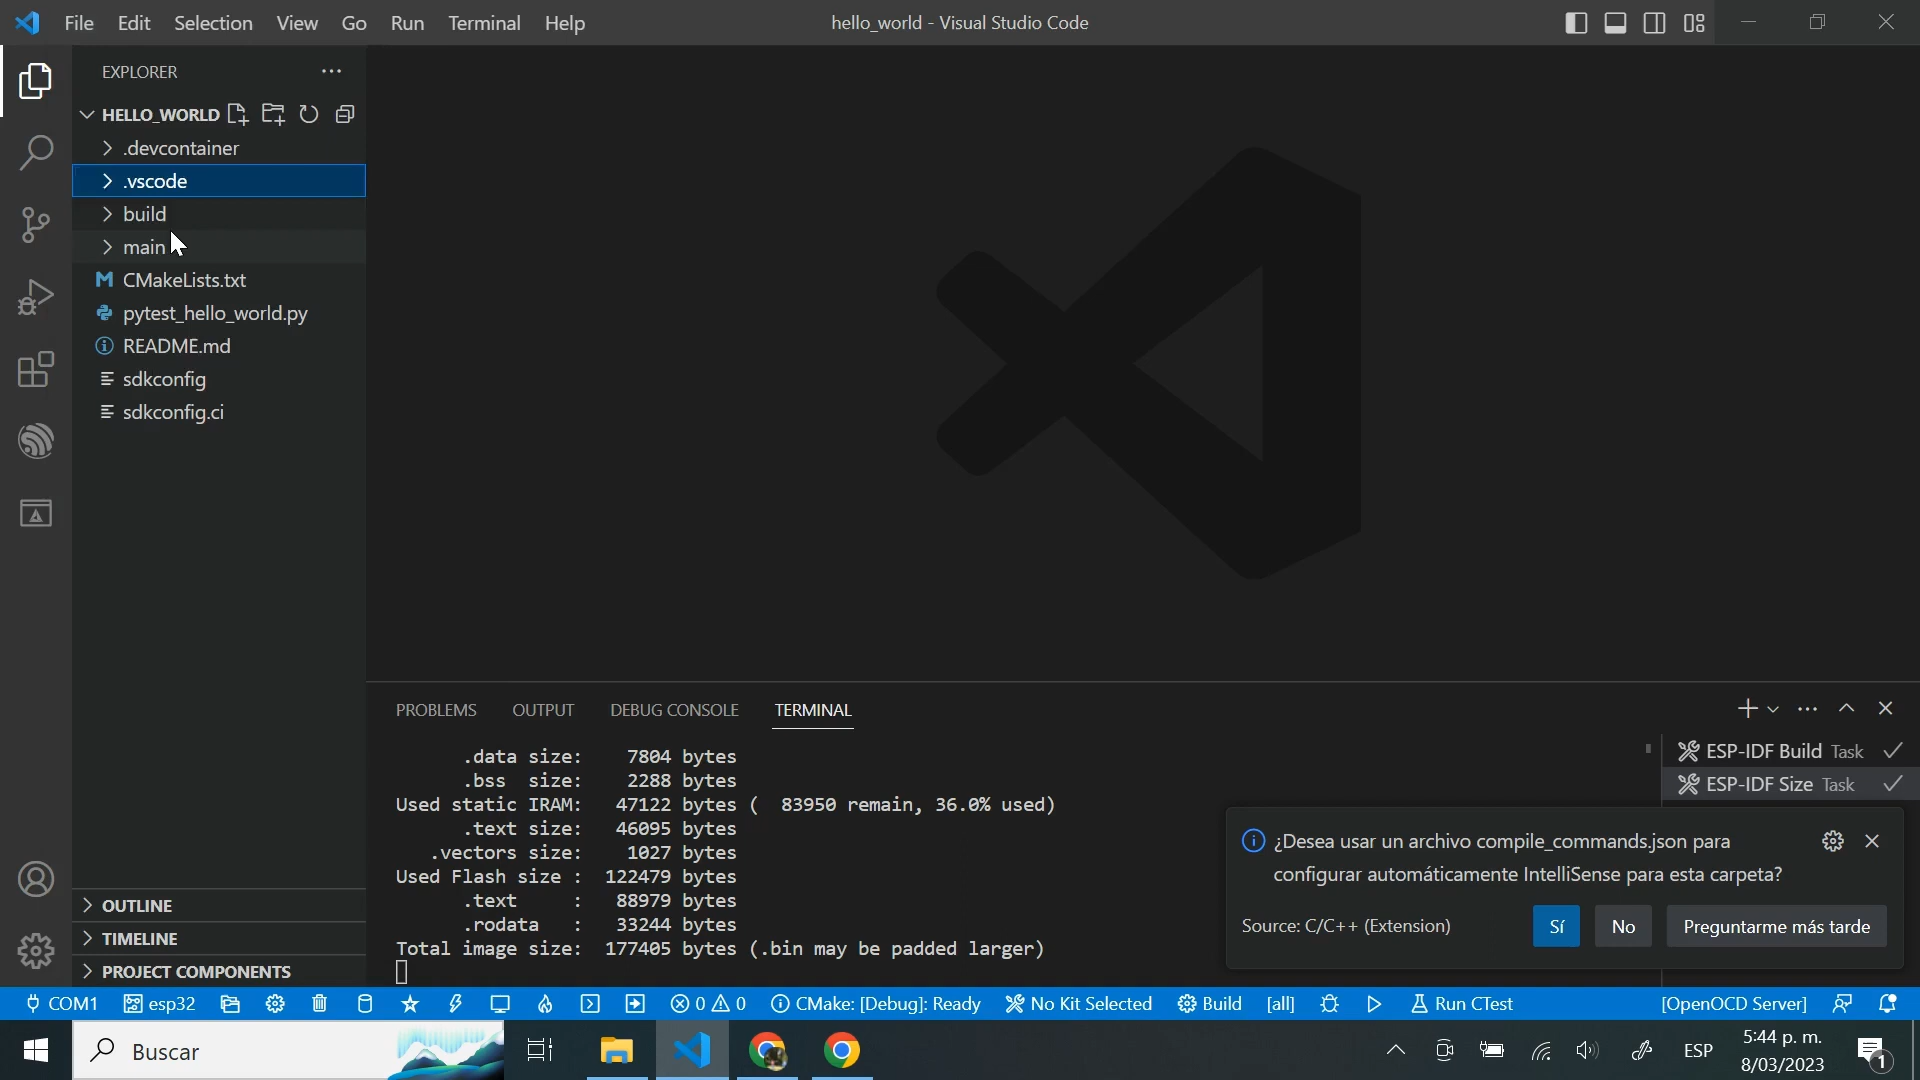 File Edit Selection View Go Run Terminal Help
hello_world - Visual Studio Code
EXPLORER
HELLO_WORLD
.devcontainer
.vscode
build
main
CMakeLists.txt
pytest_hello_world.py
README.md
sdkconfig
sdkconfig.ci
OUTLINE
TIMELINE
PROJECT COMPONENTS
PROBLEMS OUTPUT DEBUG CONSOLE TERMINAL
.data size: 7804 bytes
.bss size: 2288 bytes
Used static IRAM: 47122 bytes ( 83950 remain, 36.0% used)
.text size: 46095 bytes
.vectors size: 1027 bytes
Used Flash size : 122479 bytes
.text : 88979 bytes
.rodata : 33244 bytes
Total image size: 177405 bytes (.bin may be padded larger)
ESP-IDF Build Task
ESP-IDF Size Task
¿Desea usar un archivo compile_commands.json para
configurar automáticamente IntelliSense para esta carpeta?
Source: C/C++ (Extension)
Sí
No
Preguntarme más tarde
COM1 esp32 0 0 CMake: [Debug]: Ready No Kit Selected Build [all] Run CTest [OpenOCD Server]
Buscar
ESP
5:44 p. m.
8/03/2023
1